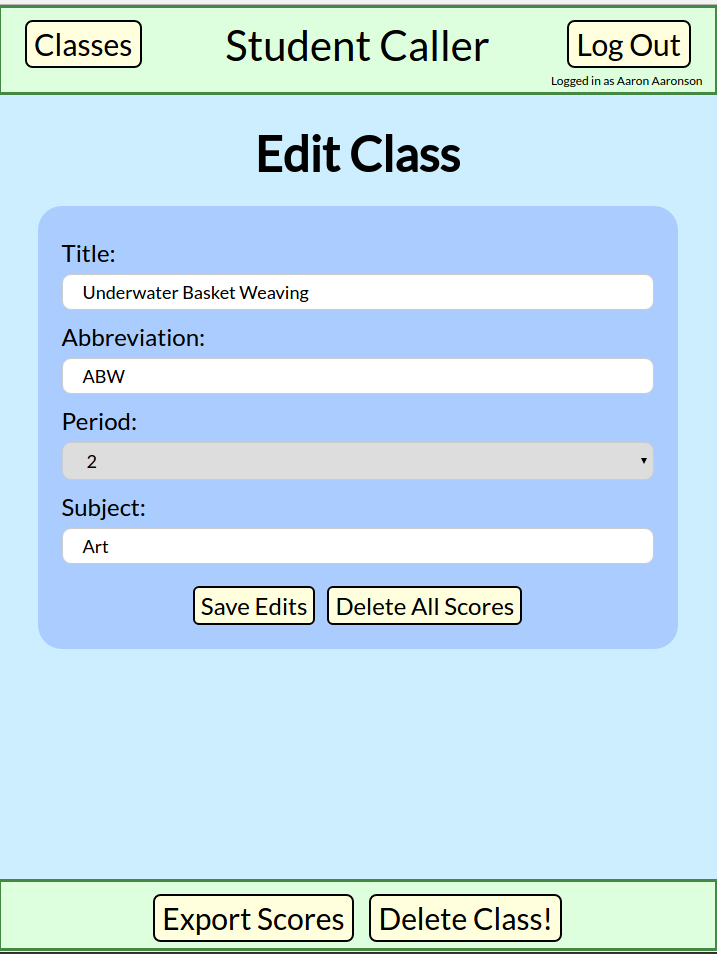 Classes
Student Caller
Log Out
Logged in as Aaron Aaronson
Edit Class
Title:
Underwater Basket Weaving
Abbreviation:
ABW
Period:
2
Subject:
Art
Save Edits
Delete All Scores
Export Scores
Delete Class!